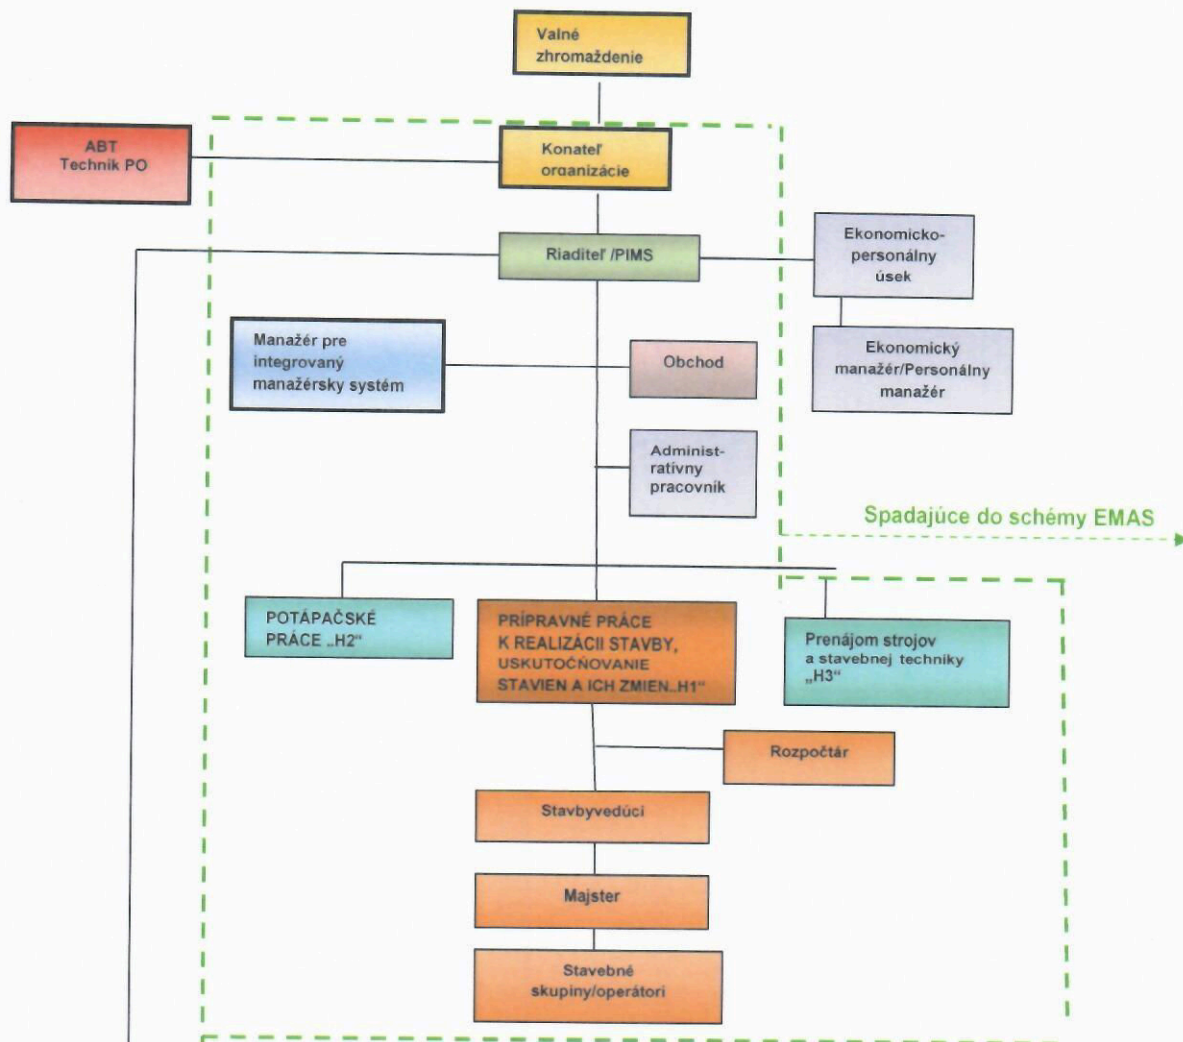 Valné
zhromaždenie
ABT
Technik PO
Konateľ
organizácie
Riaditeľ /PIMS
Ekonomicko-
personálny
úsek
Manažér pre
integrovaný
manažérsky systém
Obchod
Ekonomický
manažér/Personálny
manažér
Administ-
ratívny
pracovník
Spadajúce do schémy EMAS
POTÁPAČSKÉ
PRÁCE „H2“
PRÍPRAVNÉ PRÁCE
K REALIZÁCII STAVBY,
USKUTOČŇOVANIE
STAVIEN A ICH ZMIEN„H1“
Prenájom strojov
a stavebnej techniky
„H3“
Rozpočtár
Stavbyvedúci
Majster
Stavebné
skupiny/operátori